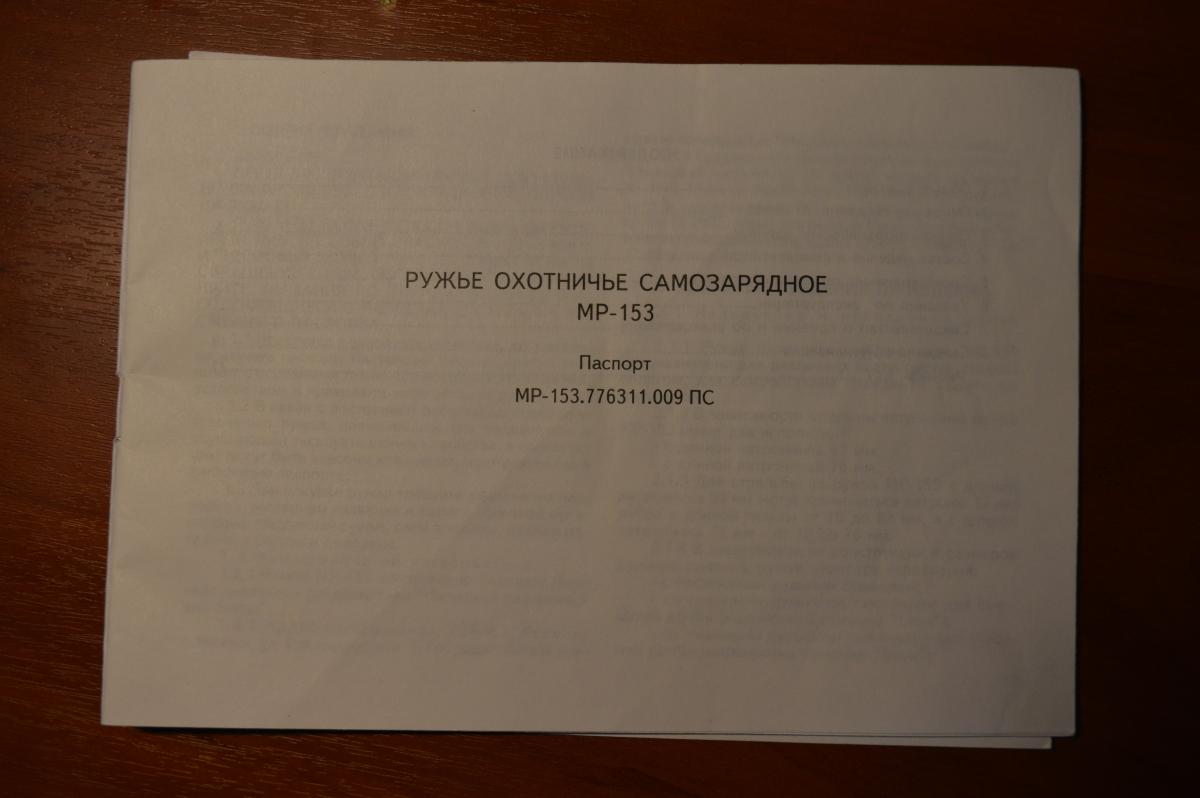 РУЖЬЕ ОХОТНИЧЬЕ САМОЗАРЯДНОЕ
МР-153
Паспорт
МР-153.776311.009 ПС